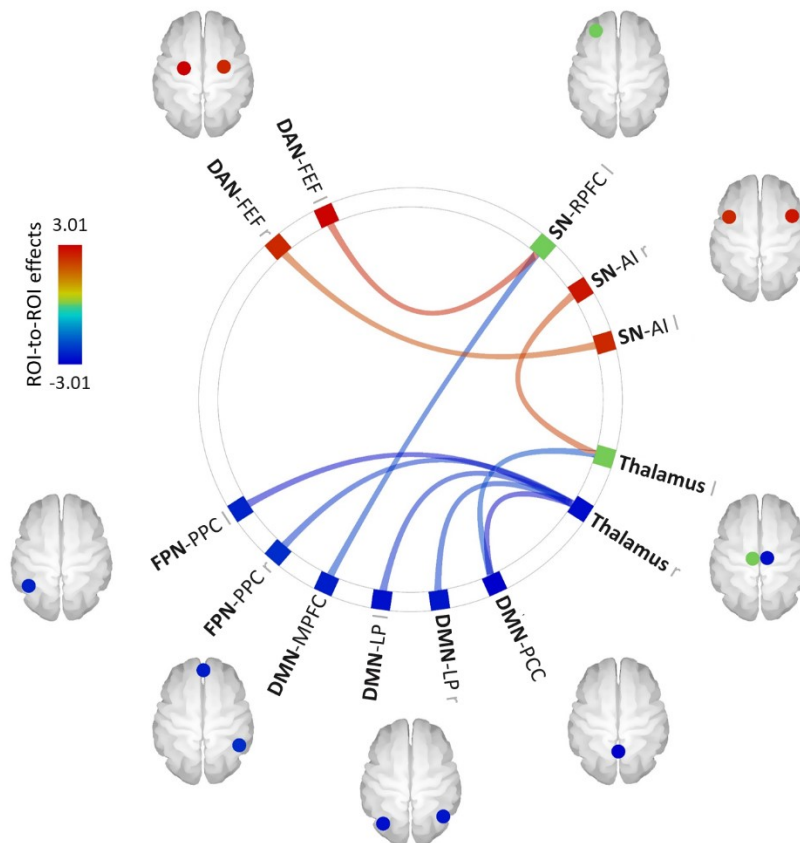 DAN-FEF l
DAN-FEF r
SN-RPFC l
SN-AI r
SN-AI l
3.01
ROI-to-ROI effects
-3.01
Thalamus l
Thalamus r
FPN-PPC l
FPN-PPC r
DMN-MPFC
DMN-LP l
DMN-LP r
DMN-PCC